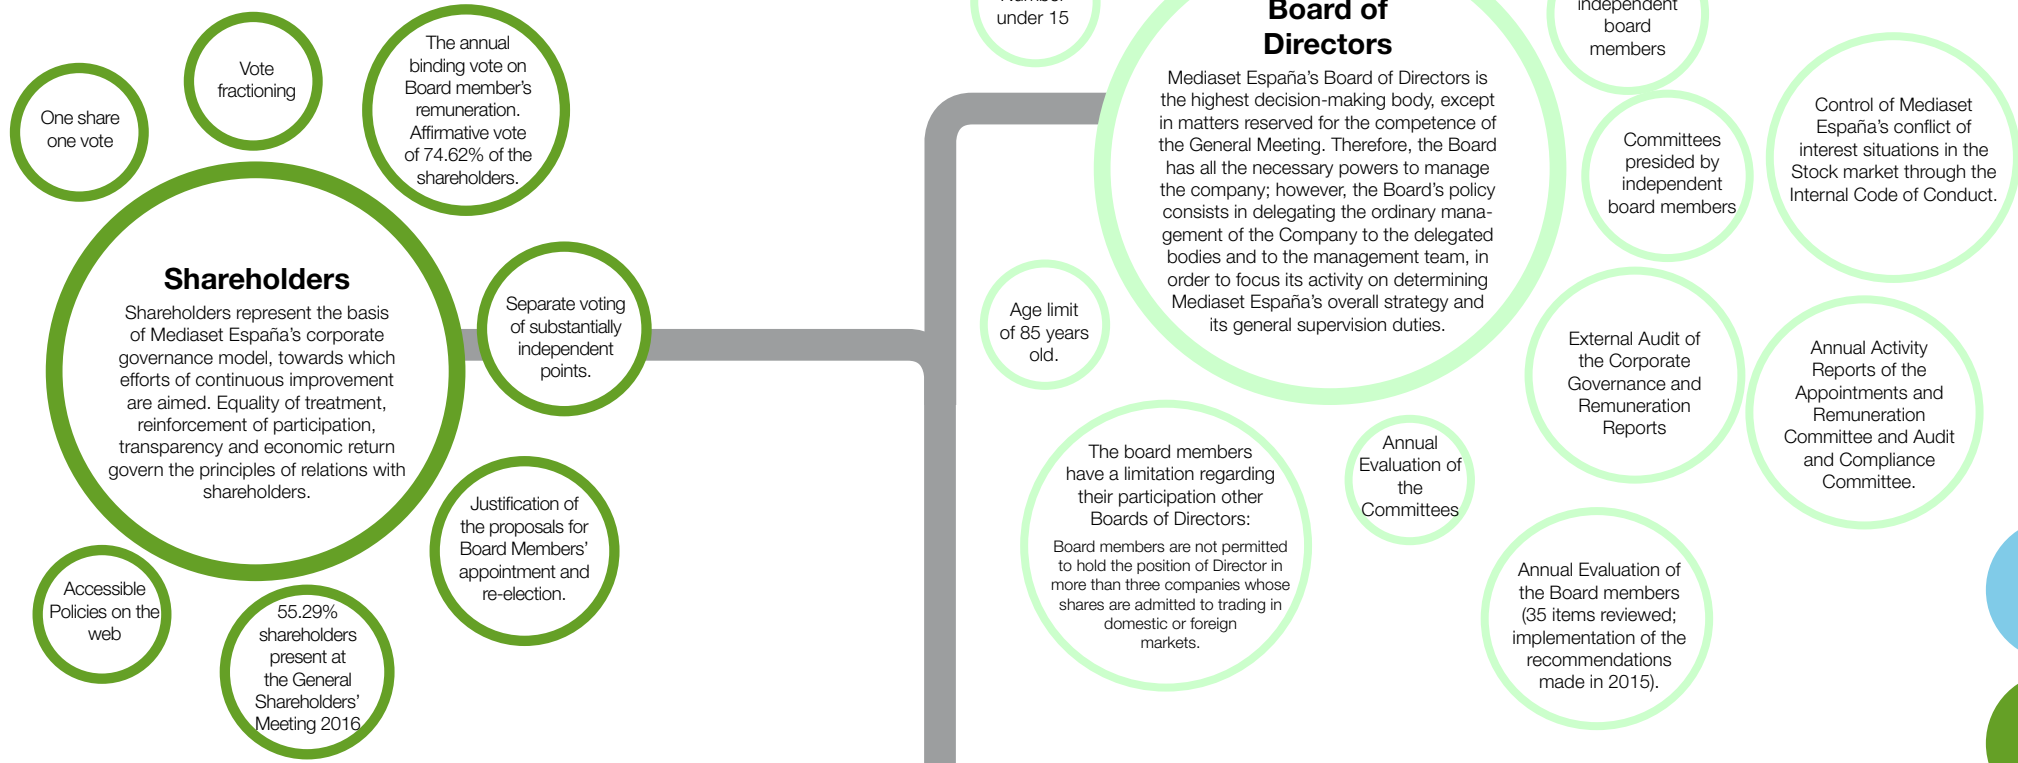 One share
one vote
Vote
fractioning
The annual
binding vote on
Board member's
remuneration.
Affirmative vote
of 74.62% of the
shareholders.
Shareholders
Shareholders represent the basis
of Mediaset España's corporate
governance model, towards which
efforts of continuous improvement
are aimed. Equality of treatment,
reinforcement of participation,
transparency and economic return
govern the principles of relations with
shareholders.
Separate voting
of substantially
independent
points.
Justification of
the proposals for
Board Members'
appointment and
re-election.
Accessible
Policies on the
web
55.29%
shareholders
present at
the General
Shareholders'
Meeting 2016
under 15
Board of
Directors
Mediaset España's Board of Directors is
the highest decision-making body, except
in matters reserved for the competence of
the General Meeting. Therefore, the Board
has all the necessary powers to manage
the company; however, the Board's policy
consists in delegating the ordinary mana-
gement of the Company to the delegated
bodies and to the management team, in
order to focus its activity on determining
Mediaset España's overall strategy and
its general supervision duties.
independent
board
members
Committees
presided by
independent
board members
Control of Mediaset
España's conflict of
interest situations in the
Stock market through the
Internal Code of Conduct.
Age limit
of 85 years
old.
External Audit of
the Corporate
Governance and
Remuneration
Reports
Annual Activity
Reports of the
Appointments and
Remuneration
Committee and Audit
and Compliance
Committee.
The board members
have a limitation regarding
their participation other
Boards of Directors:
Board members are not permitted
to hold the position of Director in
more than three companies whose
shares are admitted to trading in
domestic or foreign
markets.
Annual
Evaluation of
the
Committees
Annual Evaluation of
the Board members
(35 items reviewed;
implementation of the
recommendations
made in 2015).